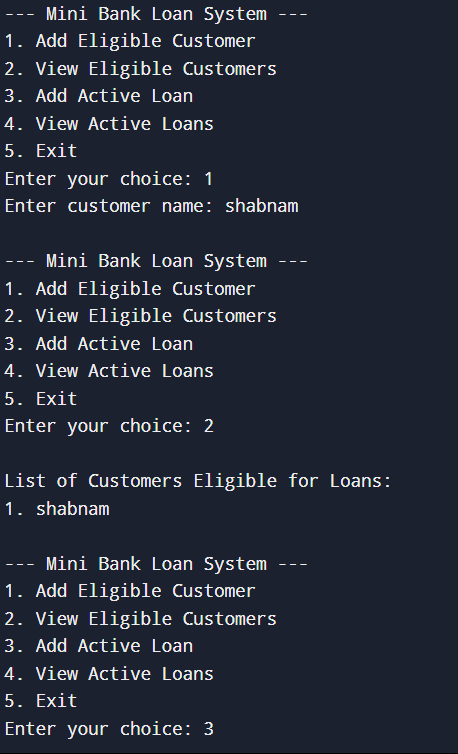 --- Mini Bank Loan System ---
1. Add Eligible Customer
2. View Eligible Customers
3. Add Active Loan
4. View Active Loans
5. Exit
Enter your choice: 1
Enter customer name: shabnam

--- Mini Bank Loan System ---
1. Add Eligible Customer
2. View Eligible Customers
3. Add Active Loan
4. View Active Loans
5. Exit
Enter your choice: 2

List of Customers Eligible for Loans:
1. shabnam

--- Mini Bank Loan System ---
1. Add Eligible Customer
2. View Eligible Customers
3. Add Active Loan
4. View Active Loans
5. Exit
Enter your choice: 3